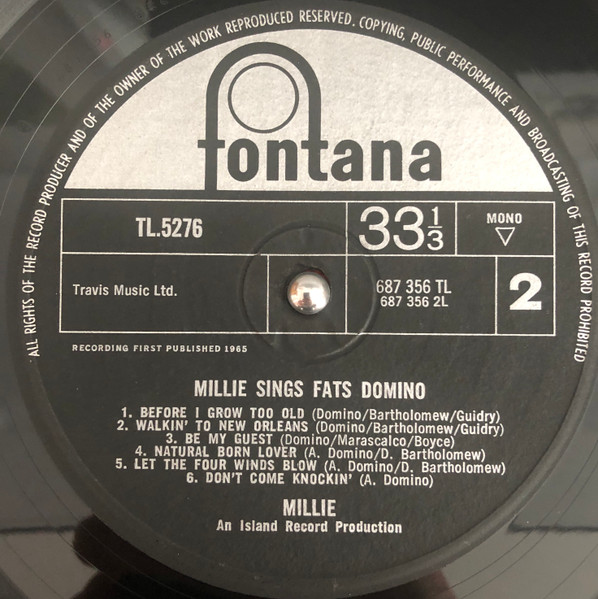 ALL RIGHTS OF THE RECORD PRODUCER AND OF THE OWNER OF THE WORK REPRODUCED RESERVED. COPYING, PUBLIC PERFORMANCE AND BROADCASTING OF THIS RECORD PROHIBITED
fontana
TL.5276
33 1/3
MONO
Travis Music Ltd.
687 356 TL
687 356 2L
2
RECORDING FIRST PUBLISHED 1965
MILLIE SINGS FATS DOMINO
1. BEFORE I GROW TOO OLD (Domino/Bartholomew/Guidry)
2. WALKIN' TO NEW ORLEANS (Domino/Bartholomew/Guidry)
3. BE MY GUEST (Domino/Marascalco/Boyce)
4. NATURAL BORN LOVER (A. Domino/D. Bartholomew)
5. LET THE FOUR WINDS BLOW (A. Domino/D. Bartholomew)
6. DON'T COME KNOCKIN' (A. Domino)
MILLIE
An Island Record Production